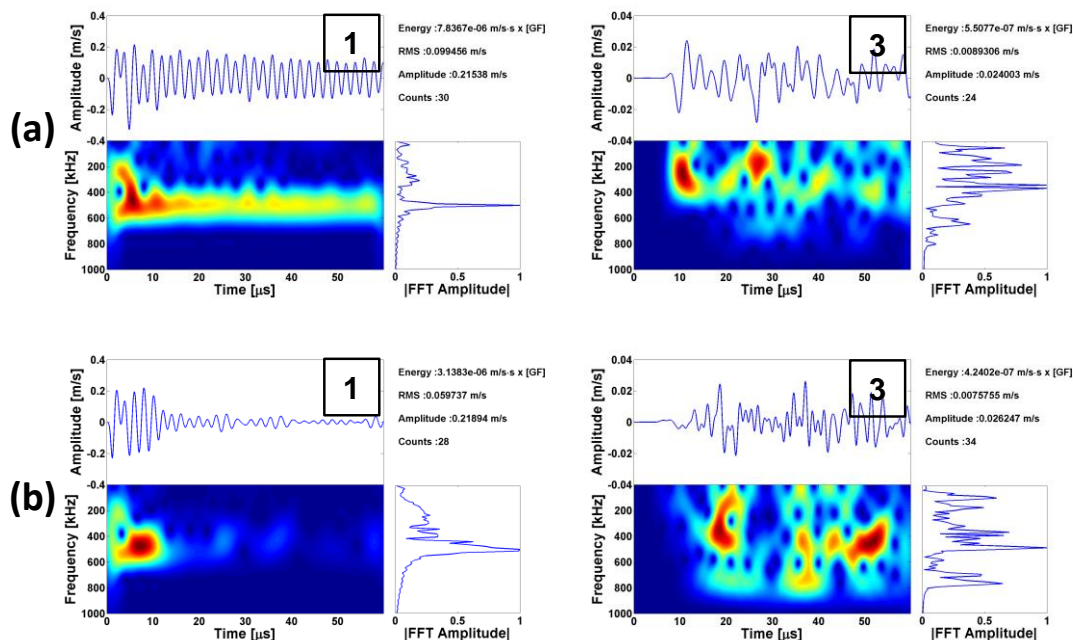 (a)
1
Amplitude [m/s]
0.4
0.2
0
-0.2
-0.4
Energy :7.8367e-06 m/s-s x [GF]
RMS :0.099456 m/s
Amplitude :0.21538 m/s
Counts :30
Frequency [kHz]
200
400
600
800
1000
0 10 20 30 40 50
Time [µs]
0 0.5 1
|FFT Amplitude|
3
Amplitude [m/s]
0.04
0.02
0
-0.02
-0.04
Energy :5.5077e-07 m/s-s x [GF]
RMS :0.0089306 m/s
Amplitude :0.024003 m/s
Counts :24
Frequency [kHz]
200
400
600
800
1000
0 10 20 30 40 50
Time [µs]
0 0.5 1
|FFT Amplitude|
(b)
1
Amplitude [m/s]
0.4
0.2
0
-0.2
-0.4
Energy :3.1383e-06 m/s-s x [GF]
RMS :0.059737 m/s
Amplitude :0.21894 m/s
Counts :28
Frequency [kHz]
200
400
600
800
1000
0 10 20 30 40 50
Time [µs]
0 0.5 1
|FFT Amplitude|
3
Amplitude [m/s]
0.04
0.02
0
-0.02
-0.04
Energy :4.2402e-07 m/s-s x [GF]
RMS :0.0075755 m/s
Amplitude :0.026247 m/s
Counts :34
Frequency [kHz]
200
400
600
800
1000
0 10 20 30 40 50
Time [µs]
0 0.5 1
|FFT Amplitude|